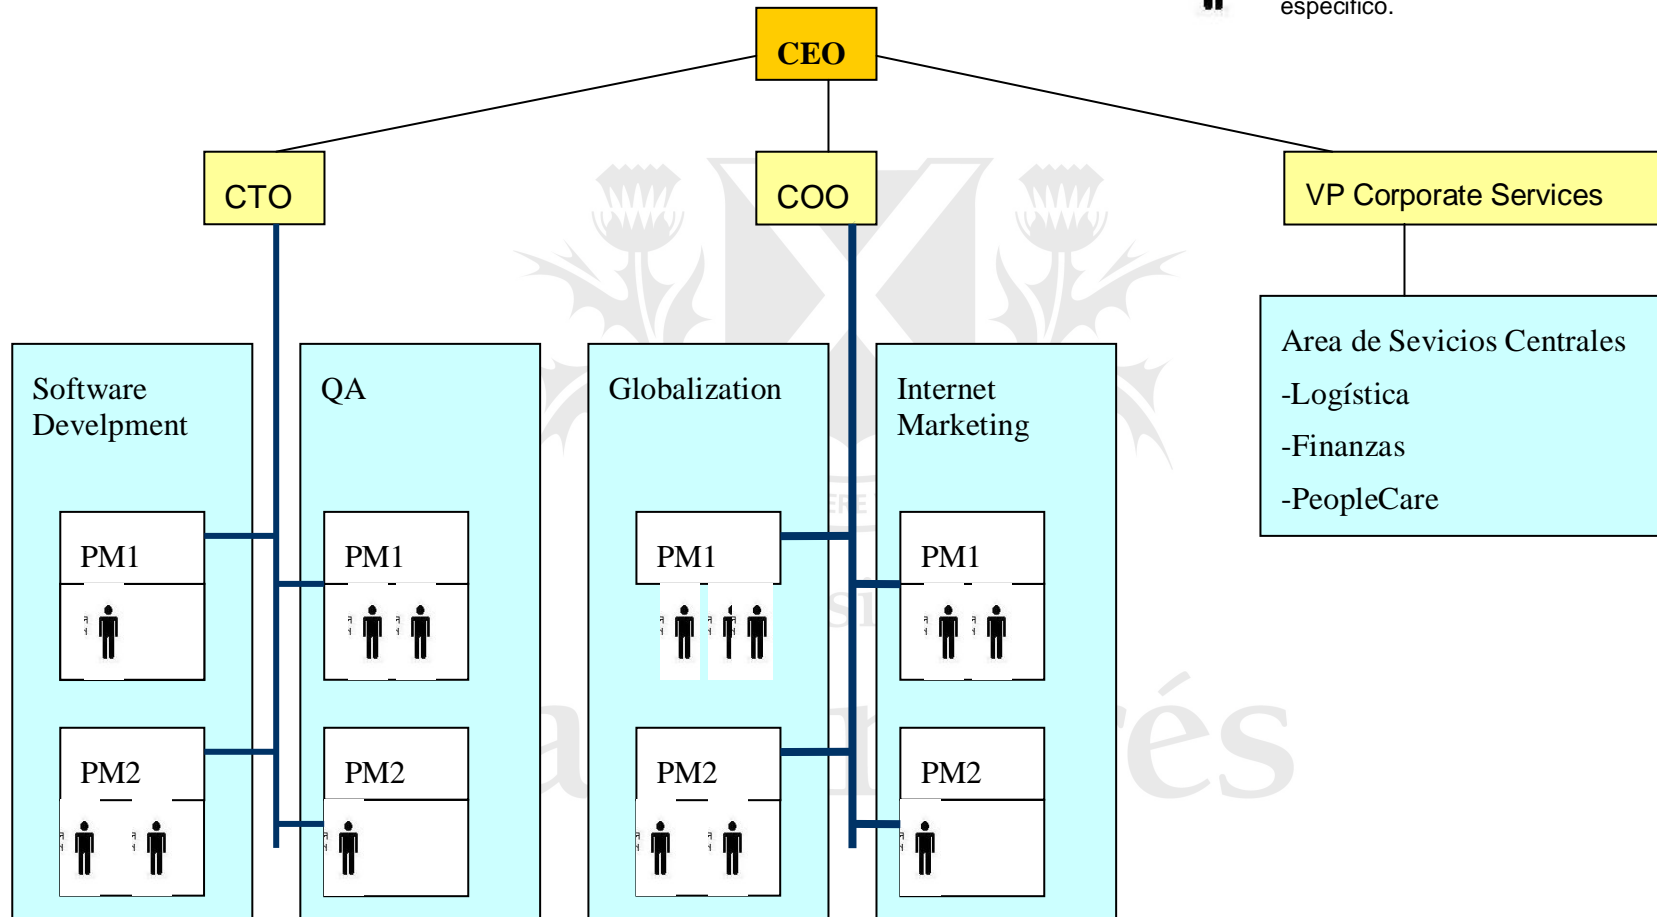 específico.
CEO
CTO
COO
VP Corporate Services
Software
Develpment
PM1
PM2
QA
PM1
PM2
Globalization
PM1
PM2
Internet
Marketing
PM1
PM2
Area de Sevicios Centrales
-Logística
-Finanzas
-PeopleCare